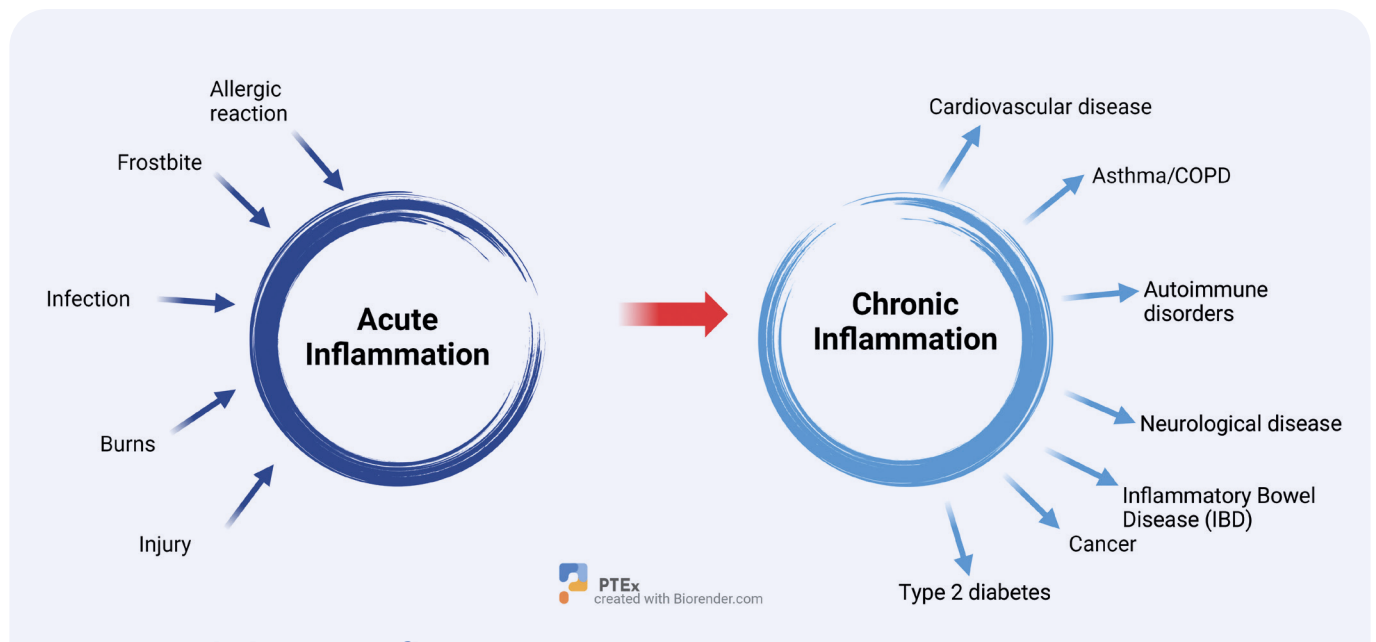 Allergic
reaction
Frostbite
Infection
Burns
Injury
Acute
Inflammation
Chronic
Inflammation
Cardiovascular disease
Asthma/COPD
Autoimmune
disorders
Neurological disease
Inflammatory Bowel
Disease (IBD)
Cancer
Type 2 diabetes
PTEx
created with Biorender.com